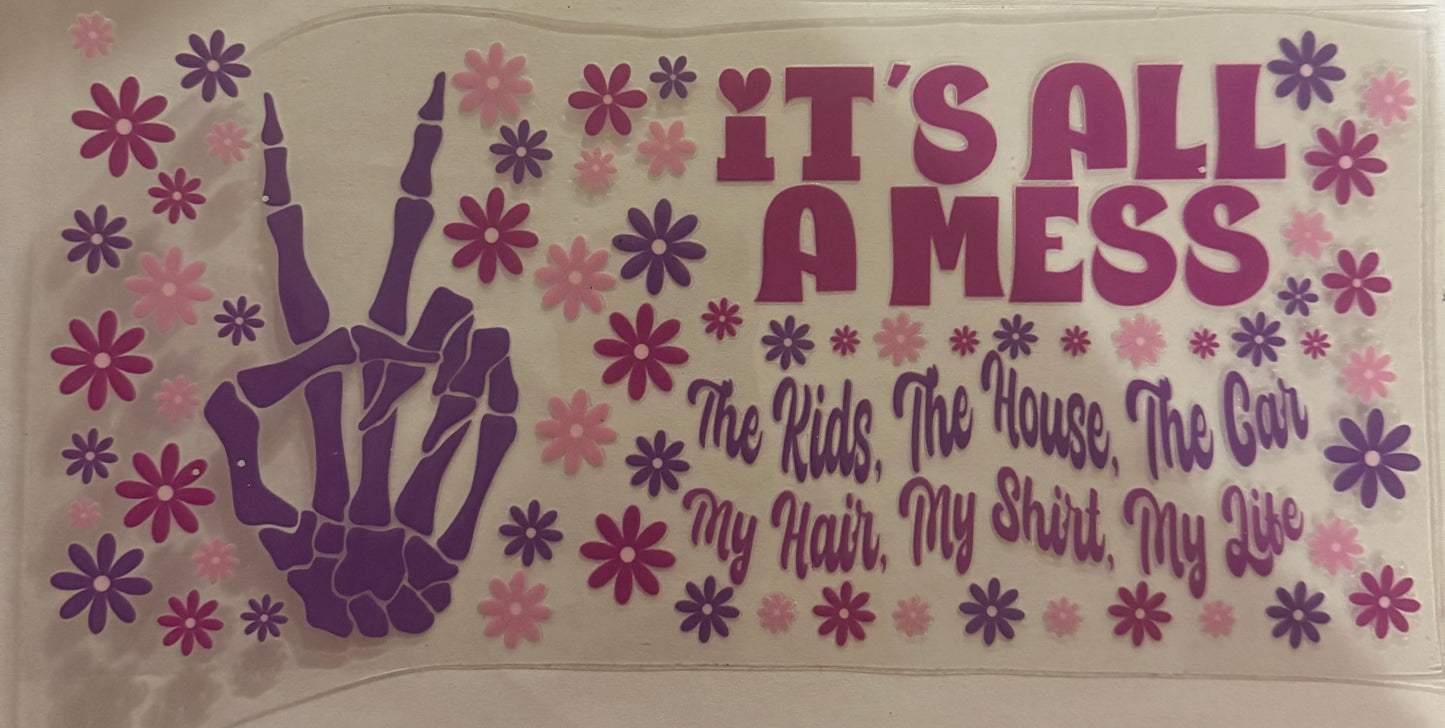 iT'S ALL
A MESS
The Kids, The House, The Car
My Hair, My Shirt, My Life